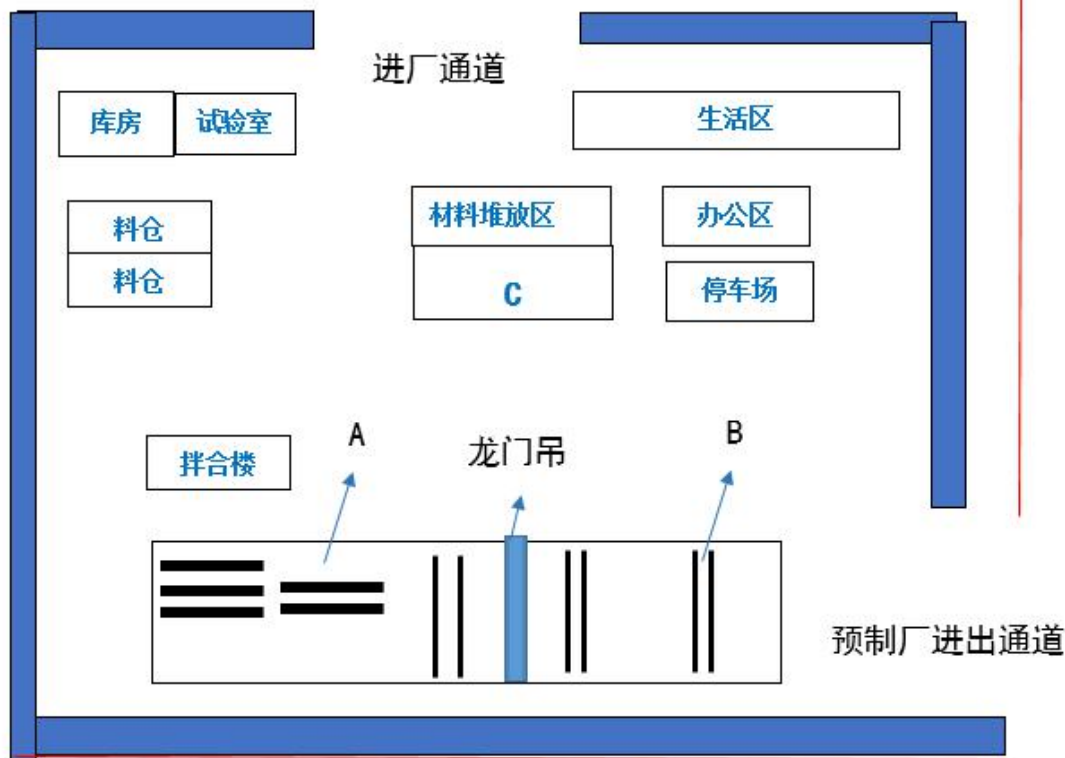 进厂通道
库房
试验室
生活区
料仓
材料堆放区
办公区
料仓
C
停车场
A
龙门吊
B
拌合楼
预制厂进出通道